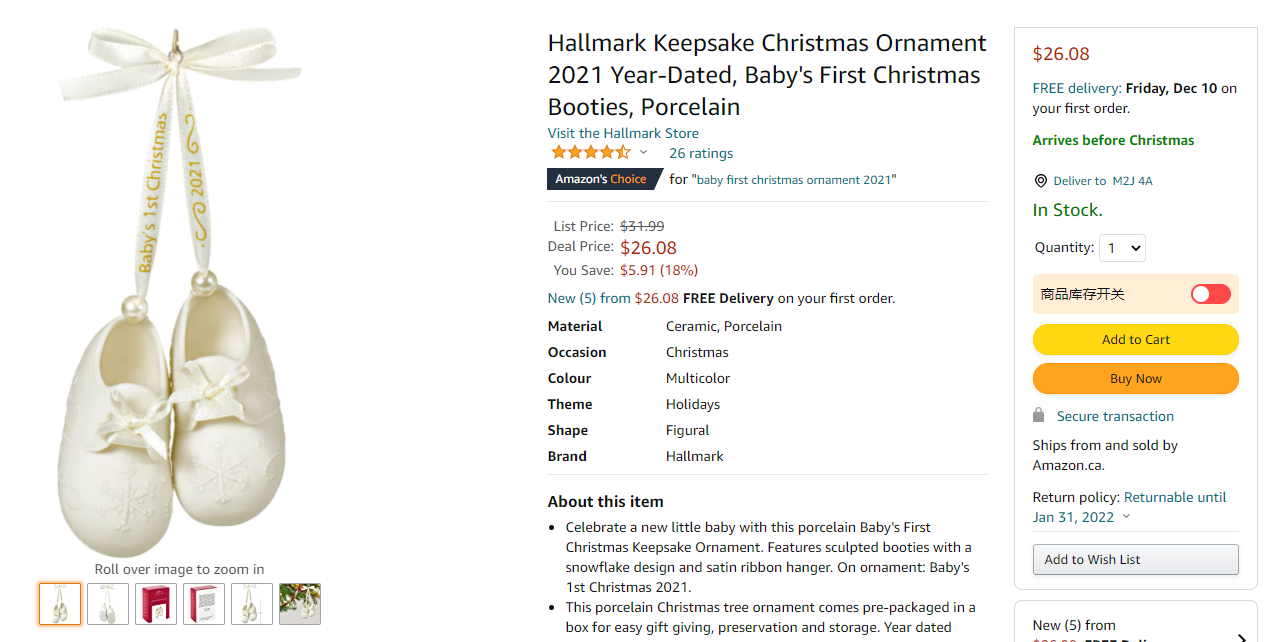 Baby's 1st Christmas
2021
Roll over image to zoom in
Hallmark Keepsake Christmas Ornament
2021 Year-Dated, Baby's First Christmas
Booties, Porcelain
Visit the Hallmark Store
26 ratings
Amazon's Choice for "baby first christmas ornament 2021"
List Price: $31.99
Deal Price: $26.08
You Save: $5.91 (18%)
New (5) from $26.08 FREE Delivery on your first order.
Material Ceramic, Porcelain
Occasion Christmas
Colour Multicolor
Theme Holidays
Shape Figural
Brand Hallmark
About this item
• Celebrate a new little baby with this porcelain Baby's First
Christmas Keepsake Ornament. Features sculpted booties with a
snowflake design and satin ribbon hanger. On ornament: Baby's
1st Christmas 2021.
• This porcelain Christmas tree ornament comes pre-packaged in a
box for easy gift giving, preservation and storage. Year dated
$26.08
FREE delivery: Friday, Dec 10 on
your first order.
Arrives before Christmas
Deliver to M2J 4A
In Stock.
Quantity: 1
商品库存开关
Add to Cart
Buy Now
Secure transaction
Ships from and sold by
Amazon.ca.
Return policy: Returnable until
Jan 31, 2022
Add to Wish List
New (5) from